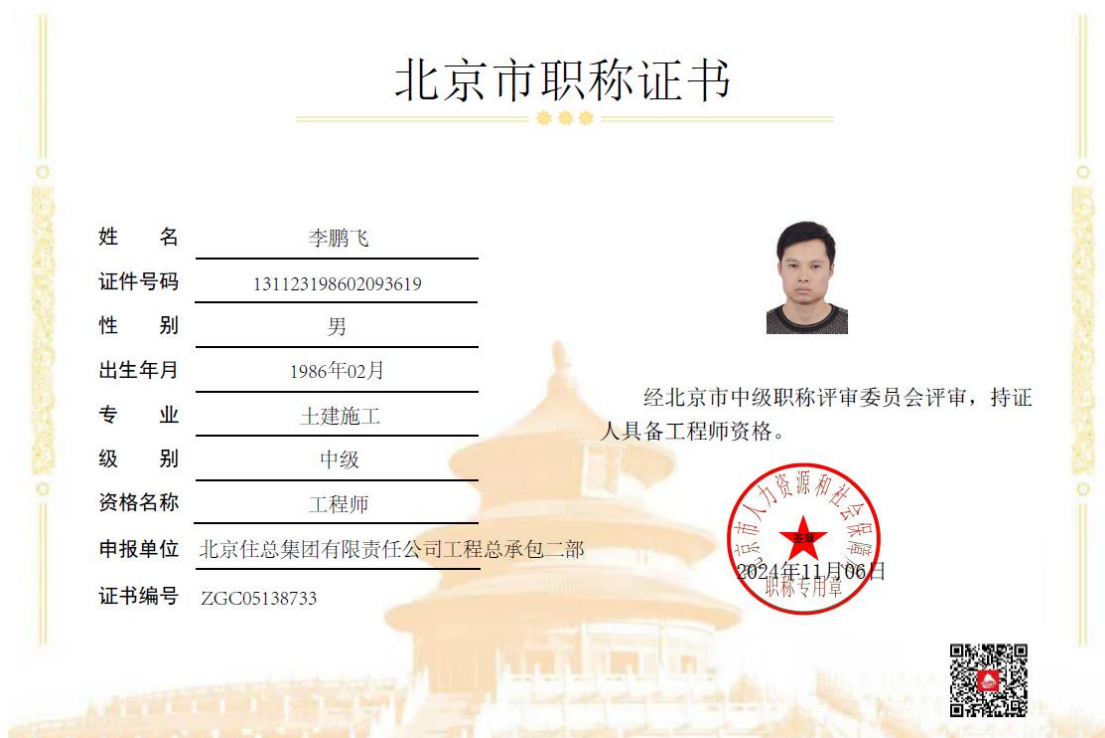 北京市职称证书
姓 名 李鹏飞
证件号码 131123198602093619
性 别 男
出生年月 1986年02月
专 业 土建施工
级 别 中级
资格名称 工程师
申报单位 北京住总集团有限责任公司工程总承包二部
证书编号 ZGC05138733
经北京市中级职称评审委员会评审，持证
人具备工程师资格。
北京市人力资源和社会保障局
2024年11月06日
职称专用章